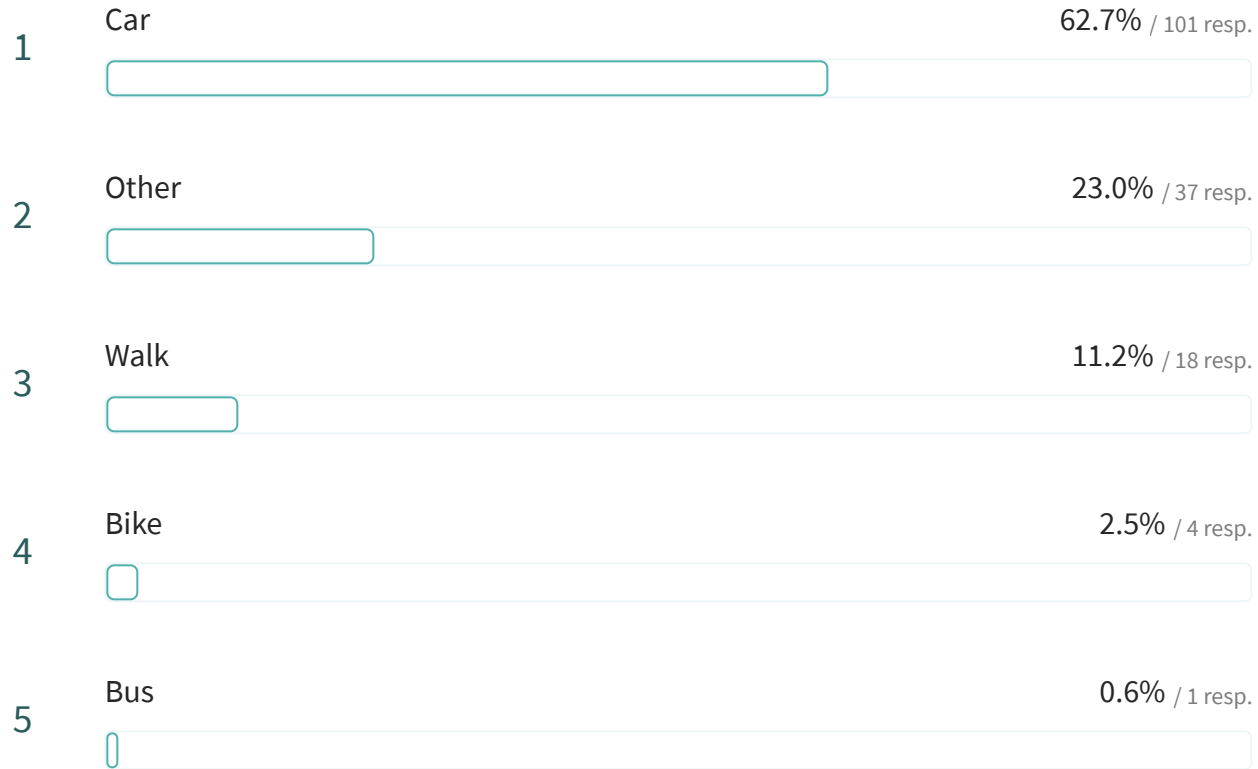 1 Car 62.7% / 101 resp.
2 Other 23.0% / 37 resp.
3 Walk 11.2% / 18 resp.
4 Bike 2.5% / 4 resp.
5 Bus 0.6% / 1 resp.